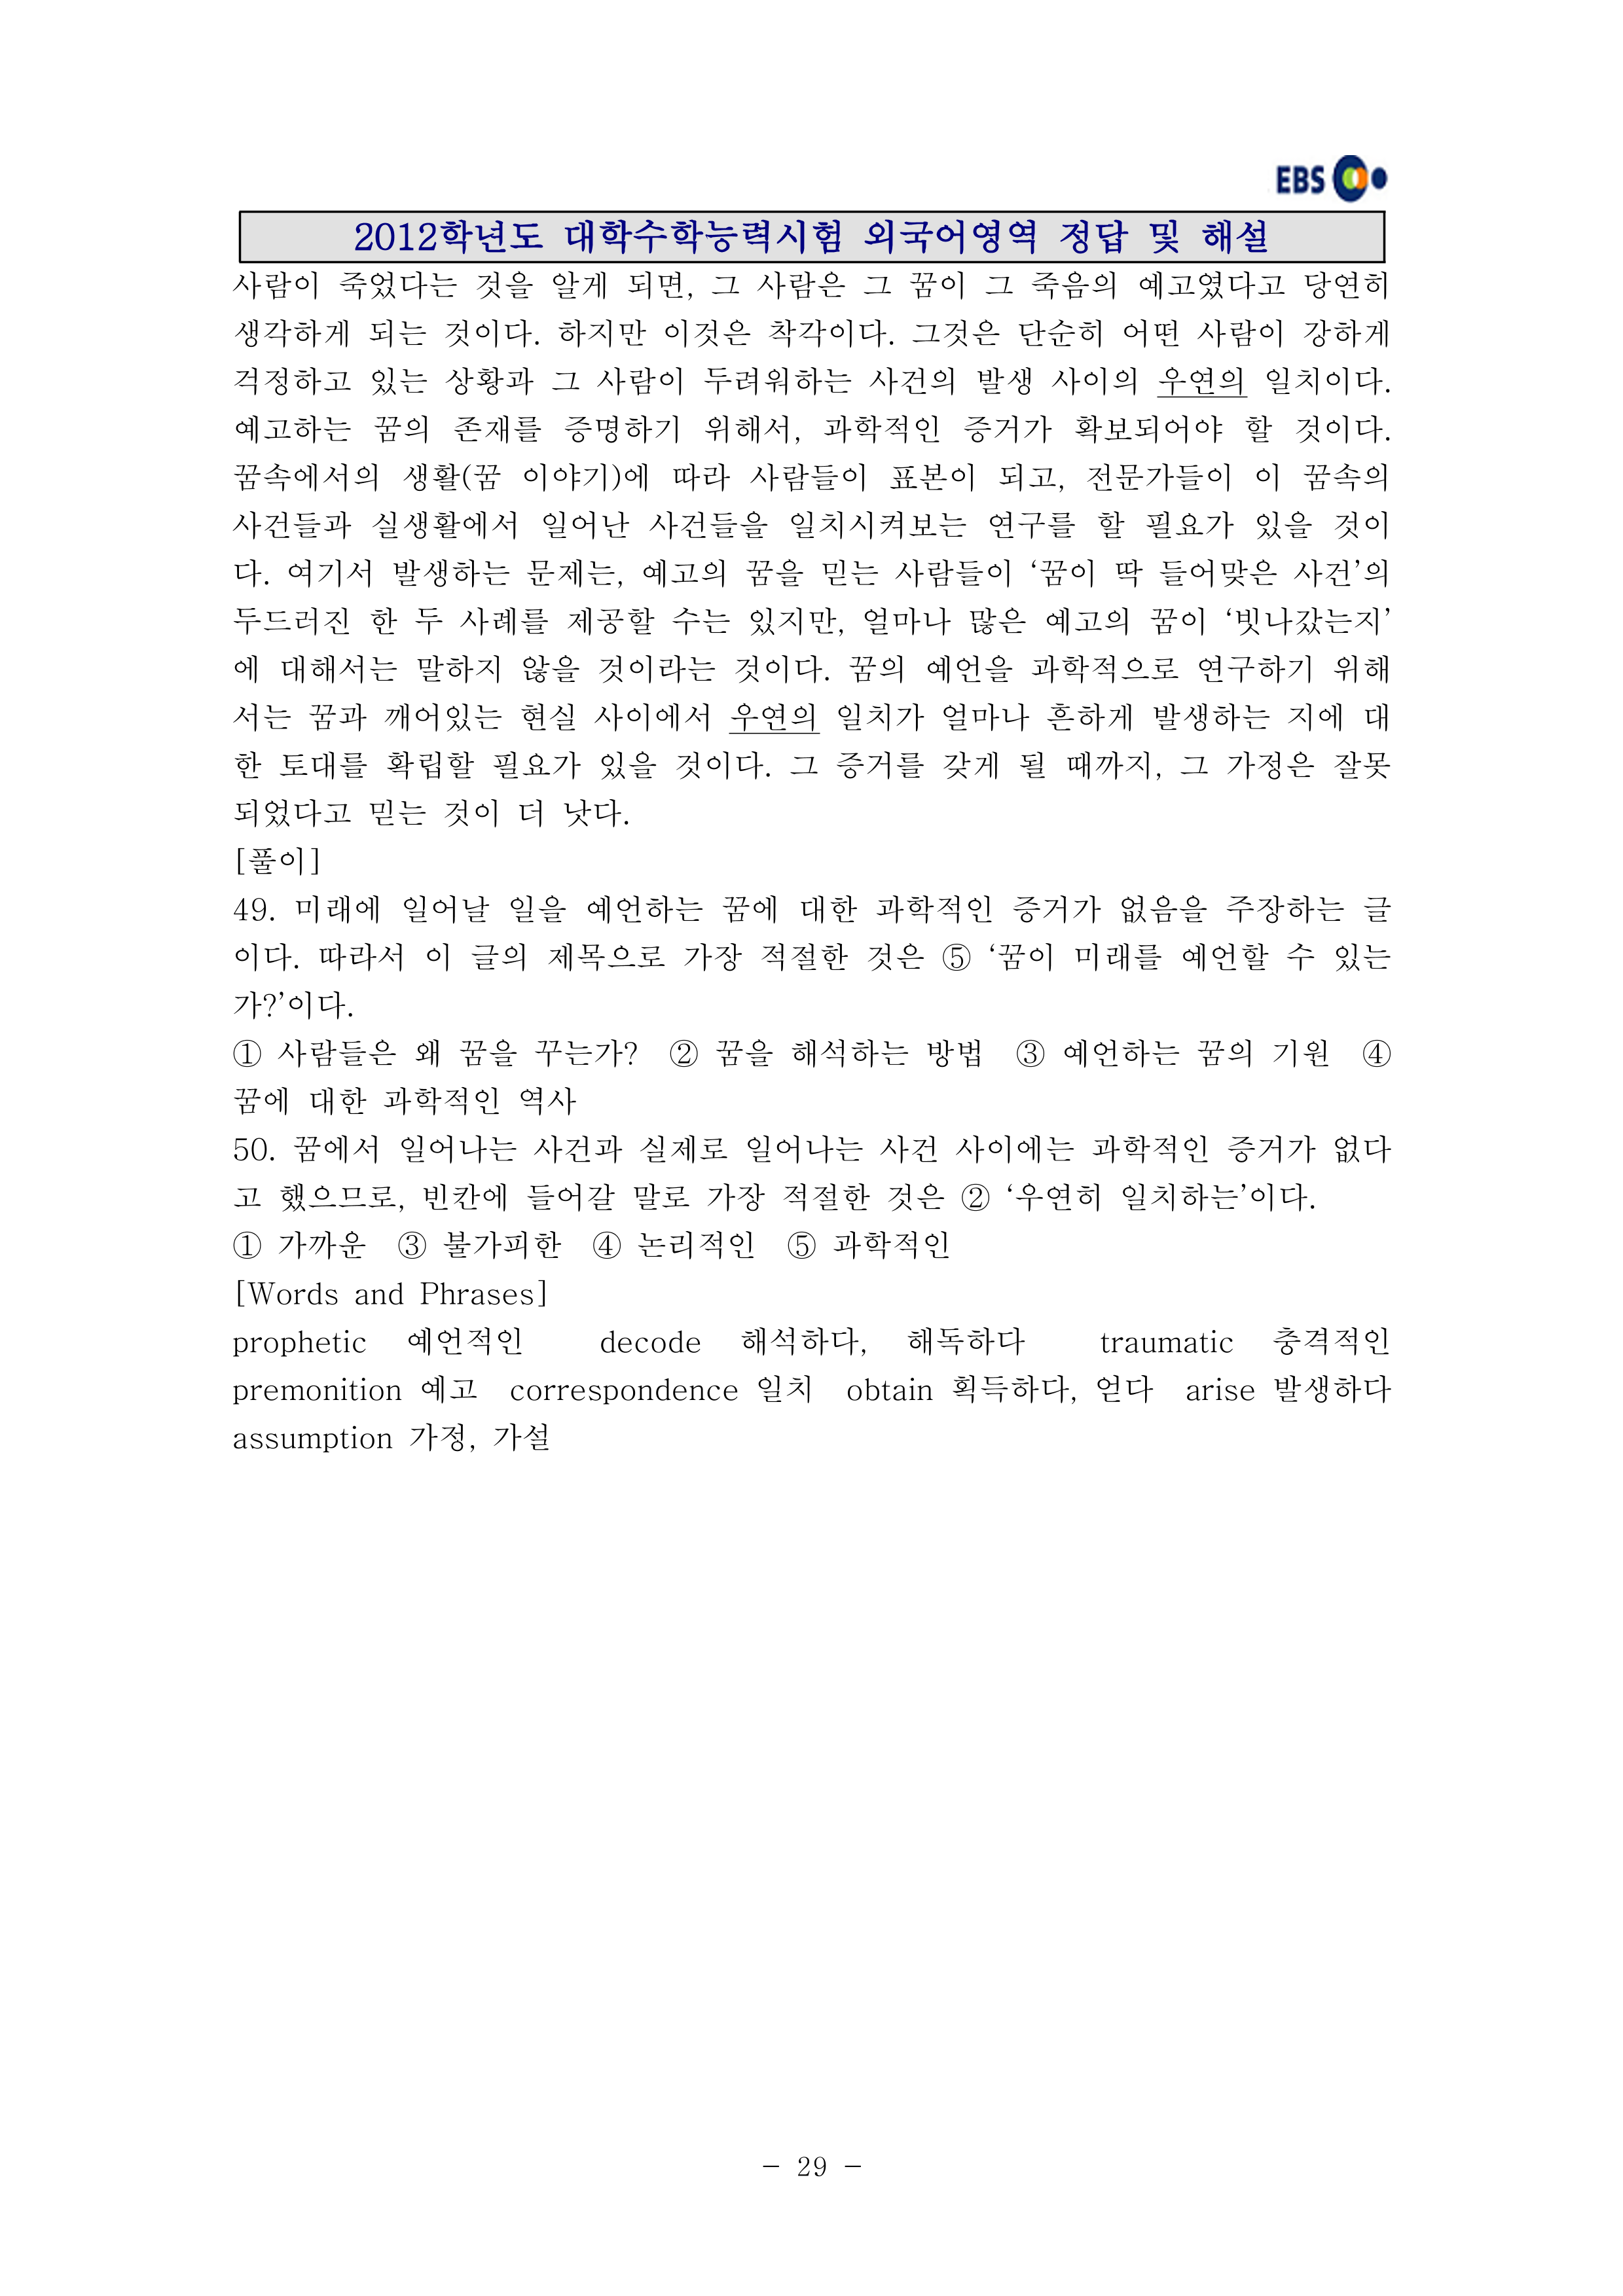 EBS
2012학년도 대학수학능력시험 외국어영역 정답 및 해설
사람이 죽었다는 것을 알게 되면, 그 사람은 그 꿈이 그 죽음의 예고였다고 당연히
생각하게 되는 것이다. 하지만 이것은 착각이다. 그것은 단순히 어떤 사람이 강하게
걱정하고 있는 상황과 그 사람이 두려워하는 사건의 발생 사이의 우연의 일치이다.
예고하는 꿈의 존재를 증명하기 위해서, 과학적인 증거가 확보되어야 할 것이다.
꿈속에서의 생활(꿈 이야기)에 따라 사람들이 표본이 되고, 전문가들이 이 꿈속의
사건들과 실생활에서 일어난 사건들을 일치시켜보는 연구를 할 필요가 있을 것이
다. 여기서 발생하는 문제는, 예고의 꿈을 믿는 사람들이 ‘꿈이 딱 들어맞은 사건’의
두드러진 한 두 사례를 제공할 수는 있지만, 얼마나 많은 예고의 꿈이 ‘빗나갔는지’
에 대해서는 말하지 않을 것이라는 것이다. 꿈의 예언을 과학적으로 연구하기 위해
서는 꿈과 깨어있는 현실 사이에서 우연의 일치가 얼마나 흔하게 발생하는 지에 대
한 토대를 확립할 필요가 있을 것이다. 그 증거를 갖게 될 때까지, 그 가정은 잘못
되었다고 믿는 것이 더 낫다.
[풀이]
49. 미래에 일어날 일을 예언하는 꿈에 대한 과학적인 증거가 없음을 주장하는 글
이다. 따라서 이 글의 제목으로 가장 적절한 것은 ⑤ ‘꿈이 미래를 예언할 수 있는
가?’이다.
① 사람들은 왜 꿈을 꾸는가? ② 꿈을 해석하는 방법 ③ 예언하는 꿈의 기원 ④
꿈에 대한 과학적인 역사
50. 꿈에서 일어나는 사건과 실제로 일어나는 사건 사이에는 과학적인 증거가 없다
고 했으므로, 빈칸에 들어갈 말로 가장 적절한 것은 ② ‘우연히 일치하는’이다.
① 가까운 ③ 불가피한 ④ 논리적인 ⑤ 과학적인
[Words and Phrases]
prophetic 예언적인 decode 해석하다, 해독하다 traumatic 충격적인
premonition 예고 correspondence 일치 obtain 획득하다, 얻다 arise 발생하다
assumption 가정, 가설
- 29 -